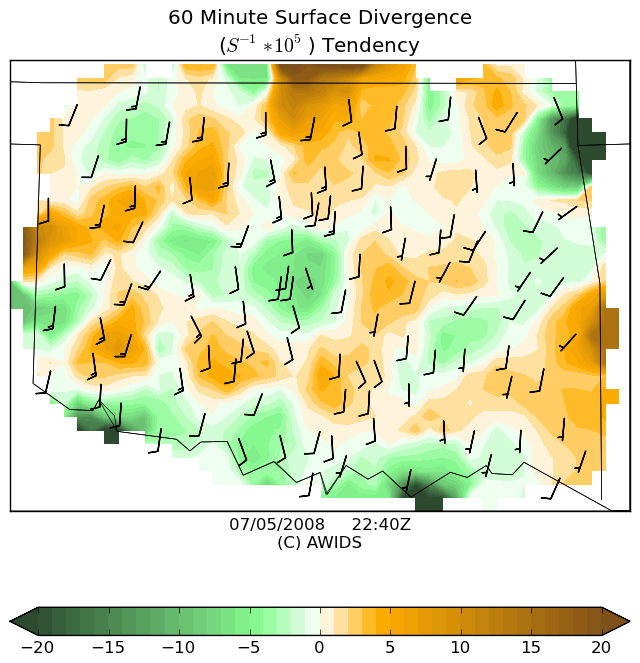 60 Minute Surface Divergence
(S⁻¹ * 10⁵ ) Tendency
07/05/2008 22:40Z
(C) AWIDS
−20 −15 −10 −5 0 5 10 15 20